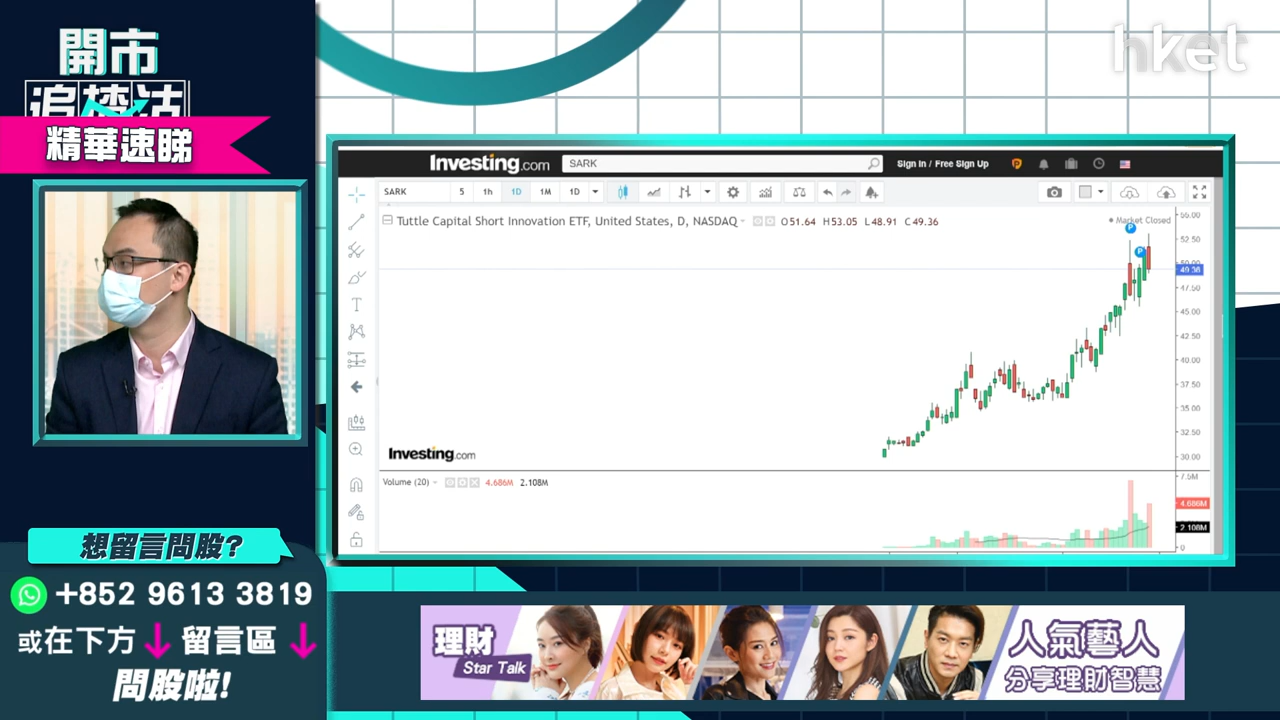 開市
追揸沽
精華速睇
hket
Investing.com
SARK
Sign In / Free Sign Up
SARK 5 1h 1D 1M 1D
Tuttle Capital Short Innovation ETF, United States, D, NASDAQ O51.64 H53.05 L48.91 C49.36
Market Closed
55.00
52.50
50.00
49.36
47.50
45.00
42.50
40.00
37.50
35.00
32.50
30.00
Investing.com
Volume (20) 4.686M 2.108M
7.5M
4.686M
2.108M
0
想留言問股?
+852 9613 3819
或在下方 留言區
問股啦!
理財
Star Talk
人氣藝人
分享理財智慧